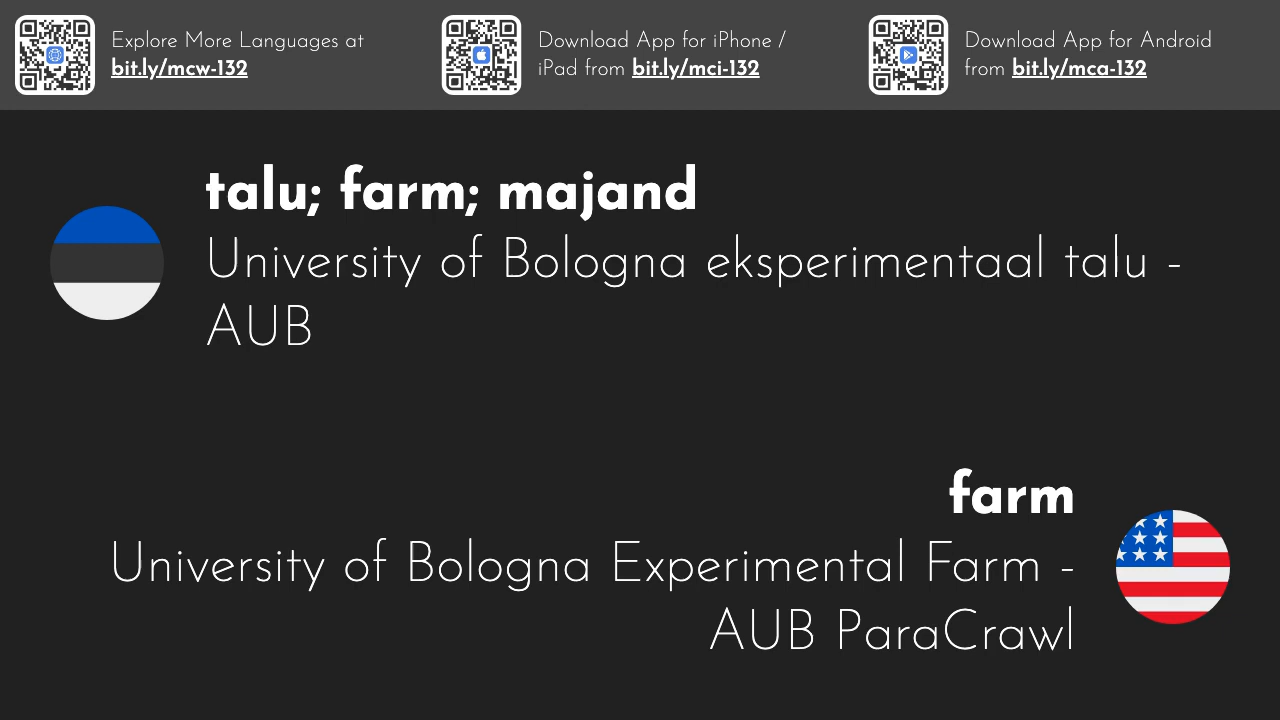 Explore More Languages at
bit.ly/mcw-132
Download App for iPhone /
iPad from bit.ly/mci-132
Download App for Android
from bit.ly/mca-132
talu; farm; majand
University of Bologna eksperimentaal talu -
AUB
farm
University of Bologna Experimental Farm -
AUB ParaCrawl